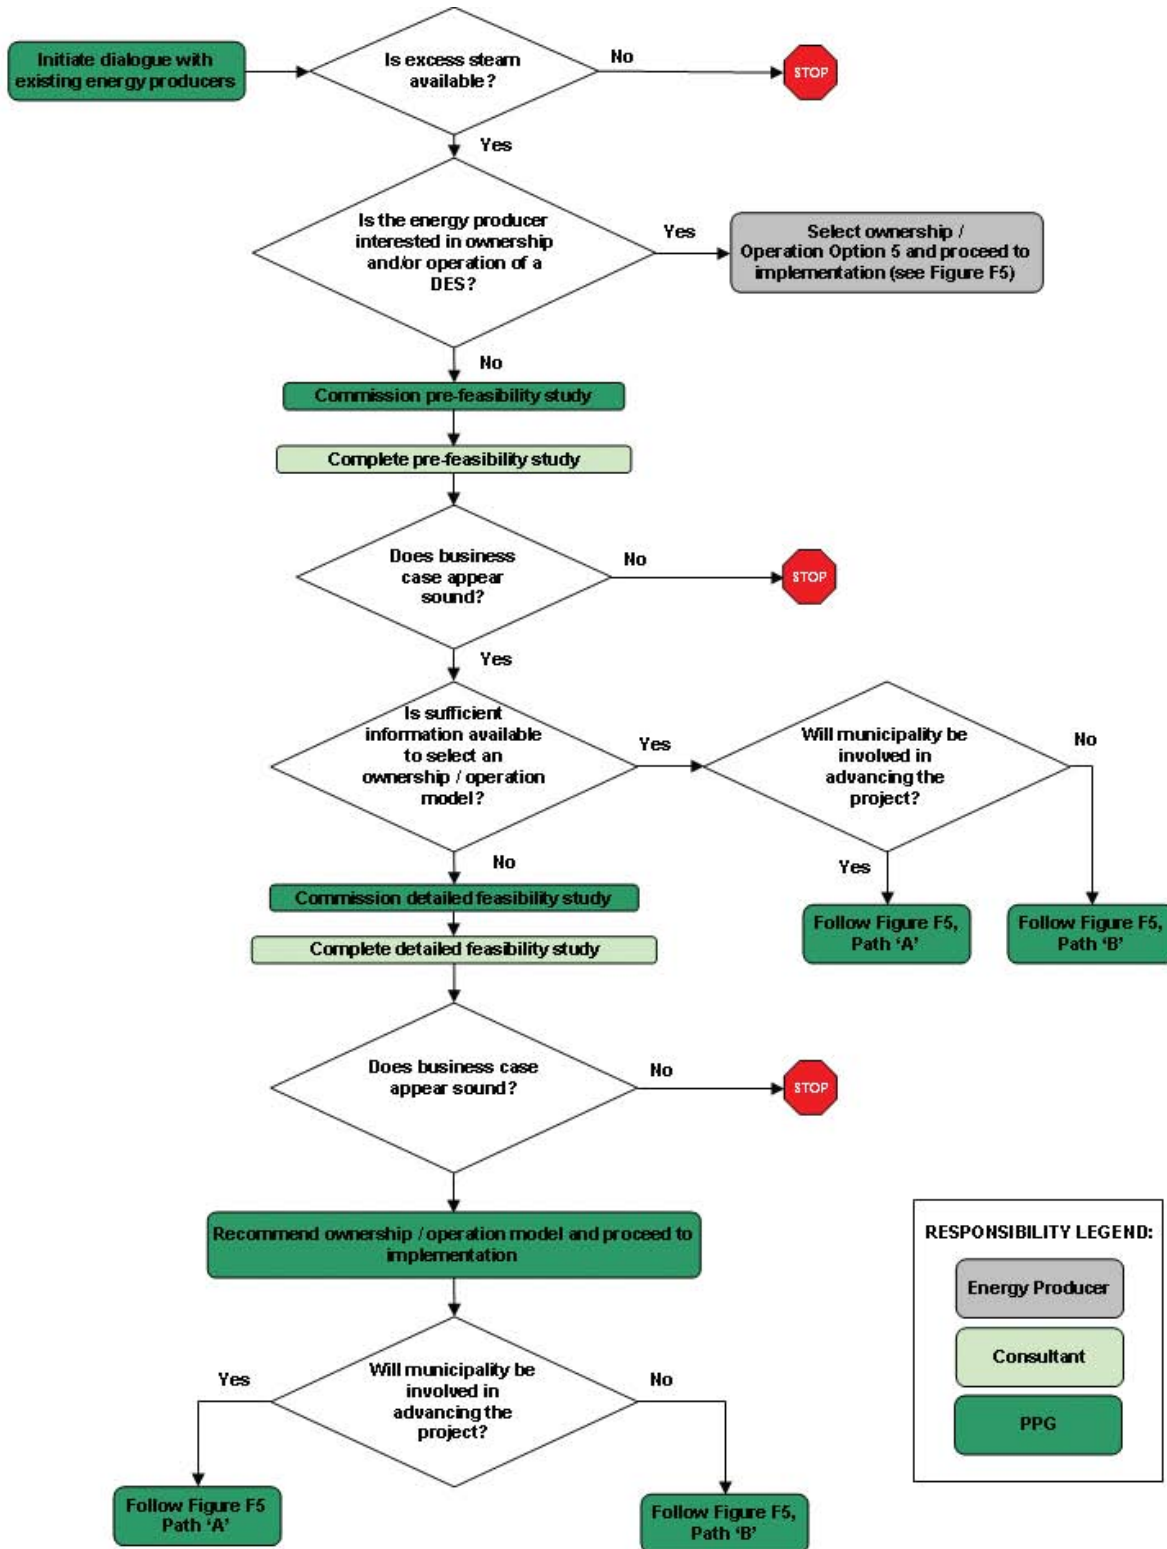 Initiate dialogue with
existing energy producers
Is excess steam
available?
No
STOP
Yes
Is the energy producer
interested in ownership
and/or operation of a
DES?
Yes
Select ownership /
Operation Option 5 and proceed to
implementation (see Figure F5)
No
Commission pre-feasibility study
Complete pre-feasibility study
Does business
case appear
sound?
No
STOP
Yes
Is sufficient
information available
to select an
ownership / operation
model?
Yes
Will municipality be
involved in
advancing the
project?
No
Yes
Follow Figure F5,
Path ‘A’
Follow Figure F5,
Path ‘B’
No
Commission detailed feasibility study
Complete detailed feasibility study
Does business case
appear sound?
No
STOP
Recommend ownership / operation model and proceed to
implementation
Will municipality be
involved in
advancing the
project?
Yes
No
Follow Figure F5
Path ‘A’
Follow Figure F5,
Path ‘B’
RESPONSIBILITY LEGEND:
Energy Producer
Consultant
PPG